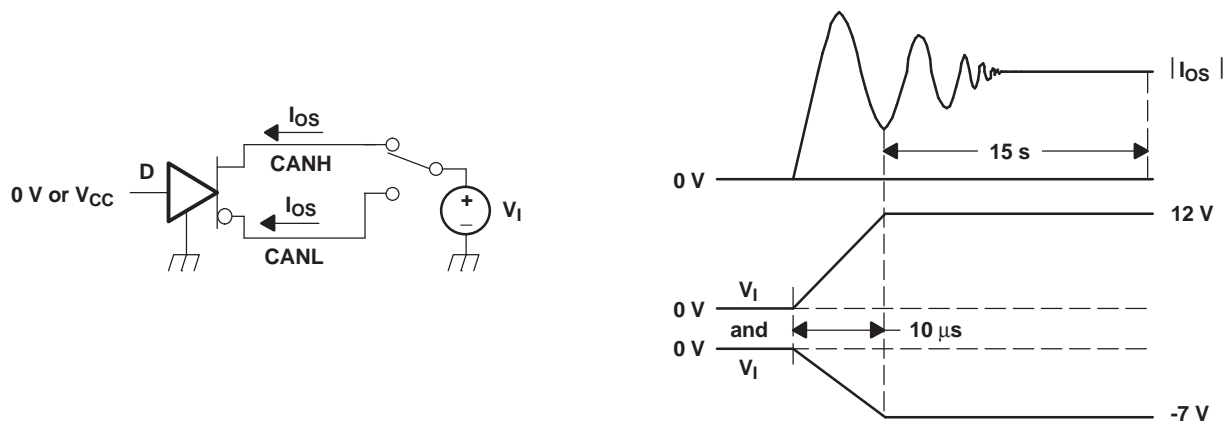 I_OS
D
CANH
0 V or V_CC
I_OS
CANL
+
–
V_I
| I_OS |
15 s
0 V
12 V
V_I
0 V
and
10 μs
0 V
V_I
-7 V